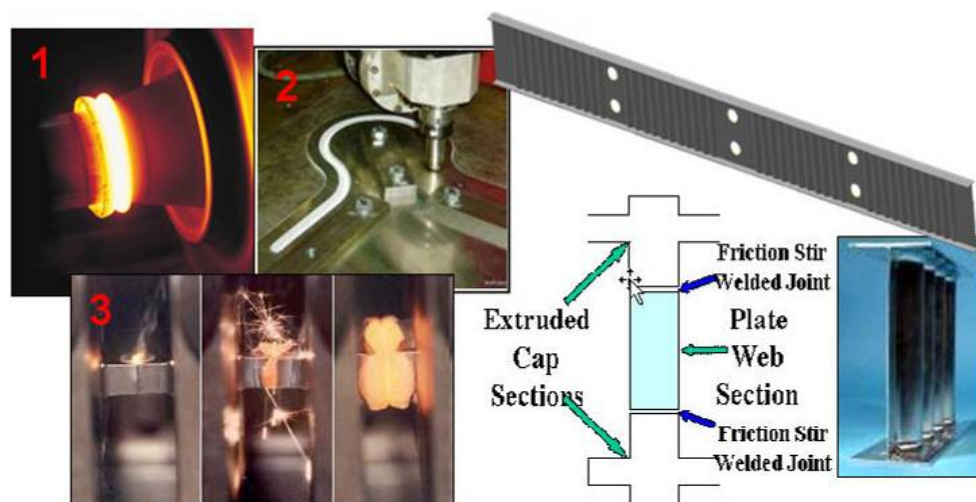 1
2
3
Friction Stir
Welded Joint
Extruded
Cap
Sections
Plate
Web
Section
Friction Stir
Welded Joint